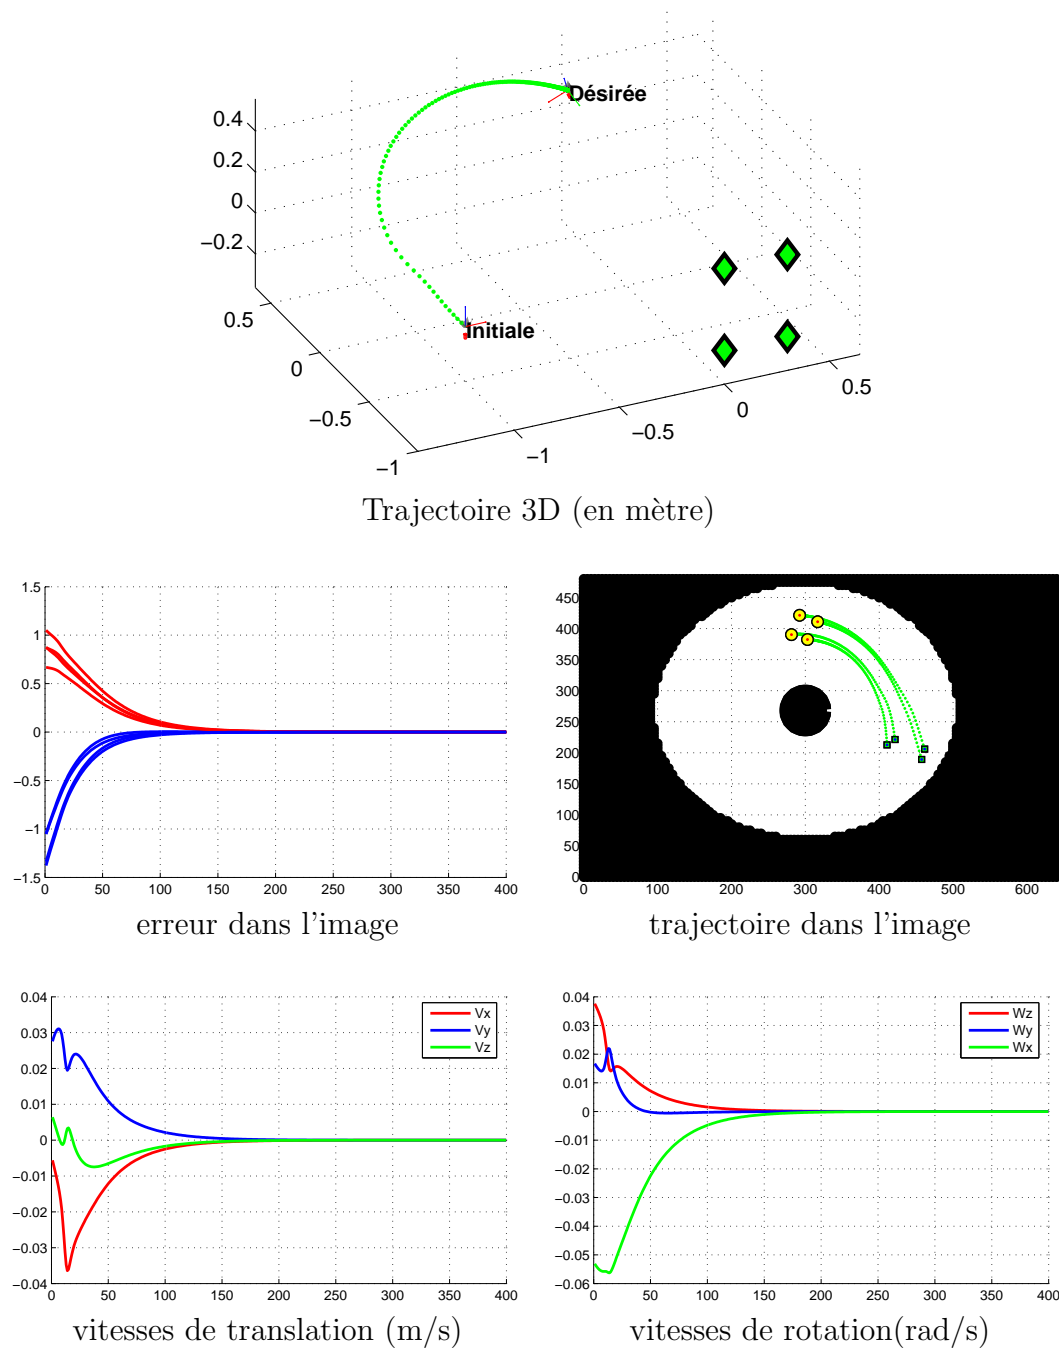 0.4
0.2
0
−0.2
0.5
0
−0.5
−1
−1
−0.5
0
0.5
Désirée
Initiale
Trajectoire 3D (en mètre)
1.5
1
0.5
0
−0.5
−1
−1.5
0 50 100 150 200 250 300 350 400
erreur dans l'image
450
400
350
300
250
200
150
100
50
0
0 100 200 300 400 500 600
trajectoire dans l'image
0.04
0.03
0.02
0.01
0
−0.01
−0.02
−0.03
−0.04
0 50 100 150 200 250 300 350 400
Vx
Vy
Vz
vitesses de translation (m/s)
0.04
0.03
0.02
0.01
0
−0.01
−0.02
−0.03
−0.04
−0.05
−0.06
0 50 100 150 200 250 300 350 400
Wz
Wy
Wx
vitesses de rotation(rad/s)